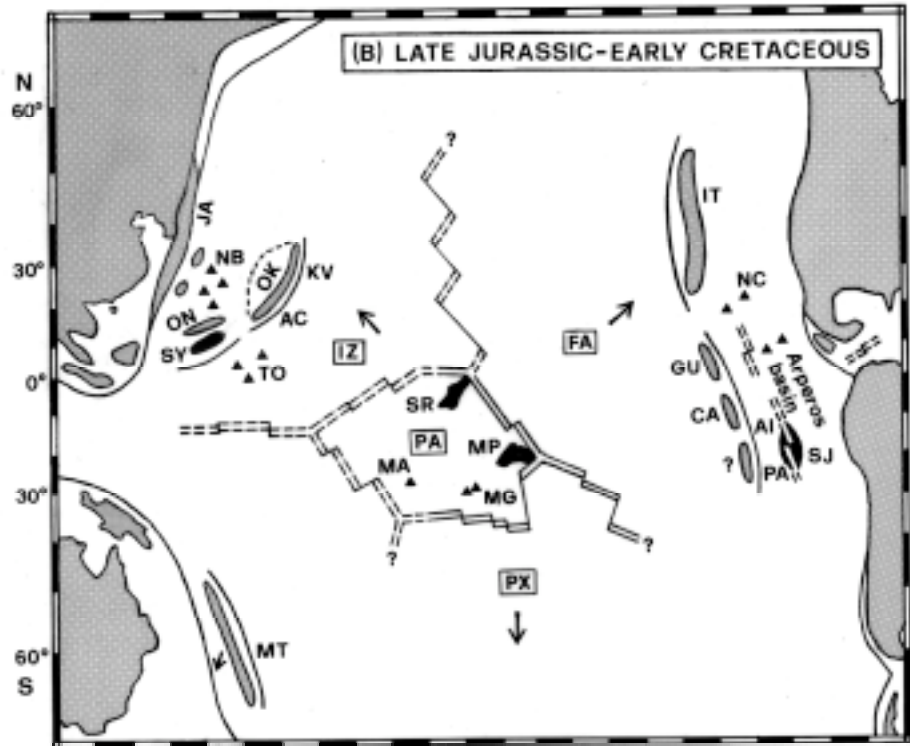 (B) LATE JURASSIC-EARLY CRETACEOUS
N
60°
?
IT
JA
NB
30°
OK
KV
NC
ON
AC
SY
IZ
FA
TO
GU
Arperos
basin
0°
SR
CA
PA
MP
AI
SJ
MA
?
PA
30°
MG
?
?
PX
MT
60°
S